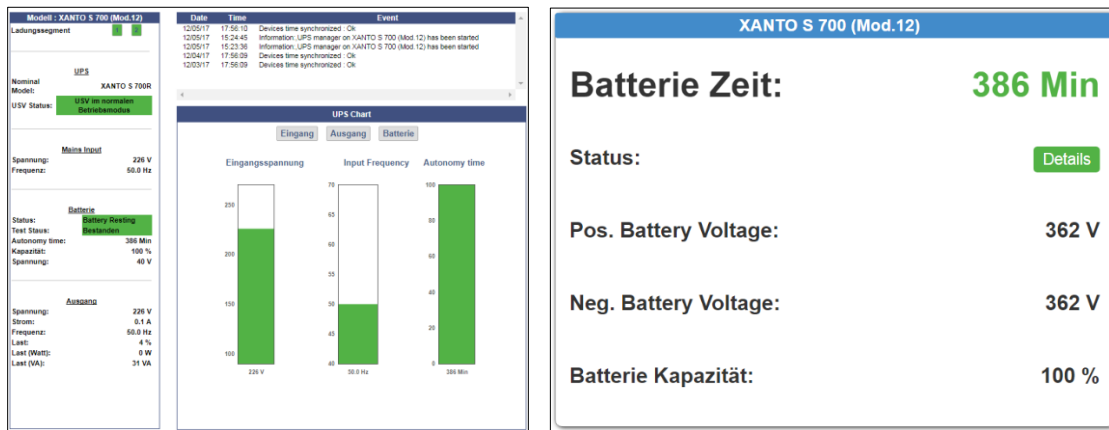 Modell : XANTO S 700 (Mod.12)
Ladungssegment 1 2
UPS
Nominal Model: XANTO S 700R
USV Status: USV im normalen Betriebsmodus
Mains Input
Spannung: 226 V
Frequenz: 50.0 Hz
Batterie
Status: Battery Resting
Test Staus: Bestanden
Autonomy time: 386 Min
Kapazität: 100 %
Spannung: 40 V
Ausgang
Spannung: 226 V
Strom: 0.1 A
Frequenz: 50.0 Hz
Last: 4 %
Last (Watt): 0 W
Last (VA): 31 VA
Date Time Event
12/05/17 17:56:10 Devices time synchronized : Ok
12/05/17 15:24:45 Information:,UPS manager on XANTO S 700 (Mod.12) has been started
12/05/17 15:23:36 Information:,UPS manager on XANTO S 700 (Mod.12) has been started
12/04/17 17:56:09 Devices time synchronized : Ok
12/03/17 17:56:09 Devices time synchronized : Ok
UPS Chart
Eingang Ausgang Batterie
Eingangsspannung Input Frequency Autonomy time
250
200
150
100
226 V
70
65
60
55
50
45
40
50.0 Hz
100
80
60
40
20
0
386 Min
XANTO S 700 (Mod.12)
Batterie Zeit: 386 Min
Status: Details
Pos. Battery Voltage: 362 V
Neg. Battery Voltage: 362 V
Batterie Kapazität: 100 %